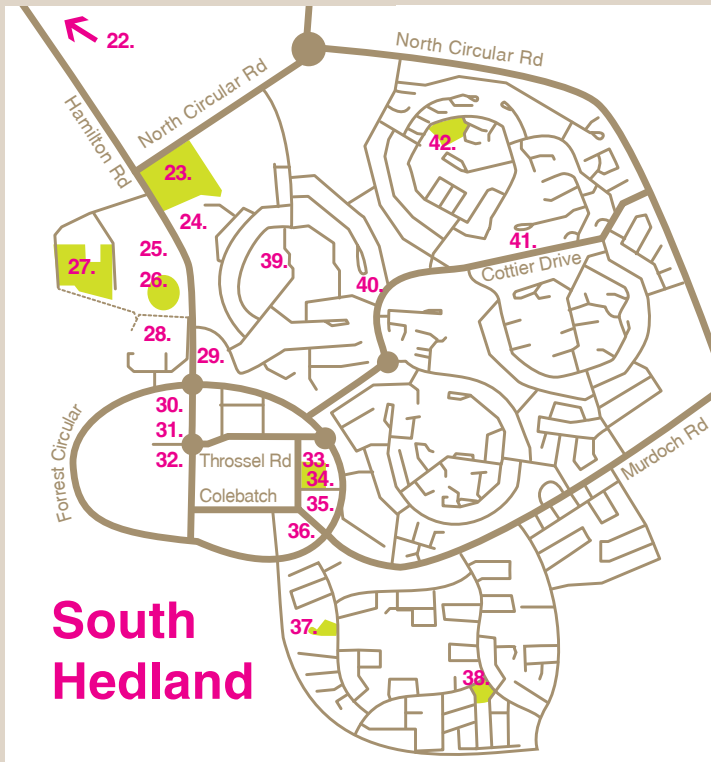 22.
North Circular Rd
North Circular Rd
Hamilton Rd
42.
23.
24.
41.
25.
27.
39.
Cottier Drive
26.
40.
28.
29.
30.
31.
Forrest Circular
32.
Throssel Rd
33.
Murdoch Rd
34.
Colebatch
35.
36.
South
Hedland
37.
38.